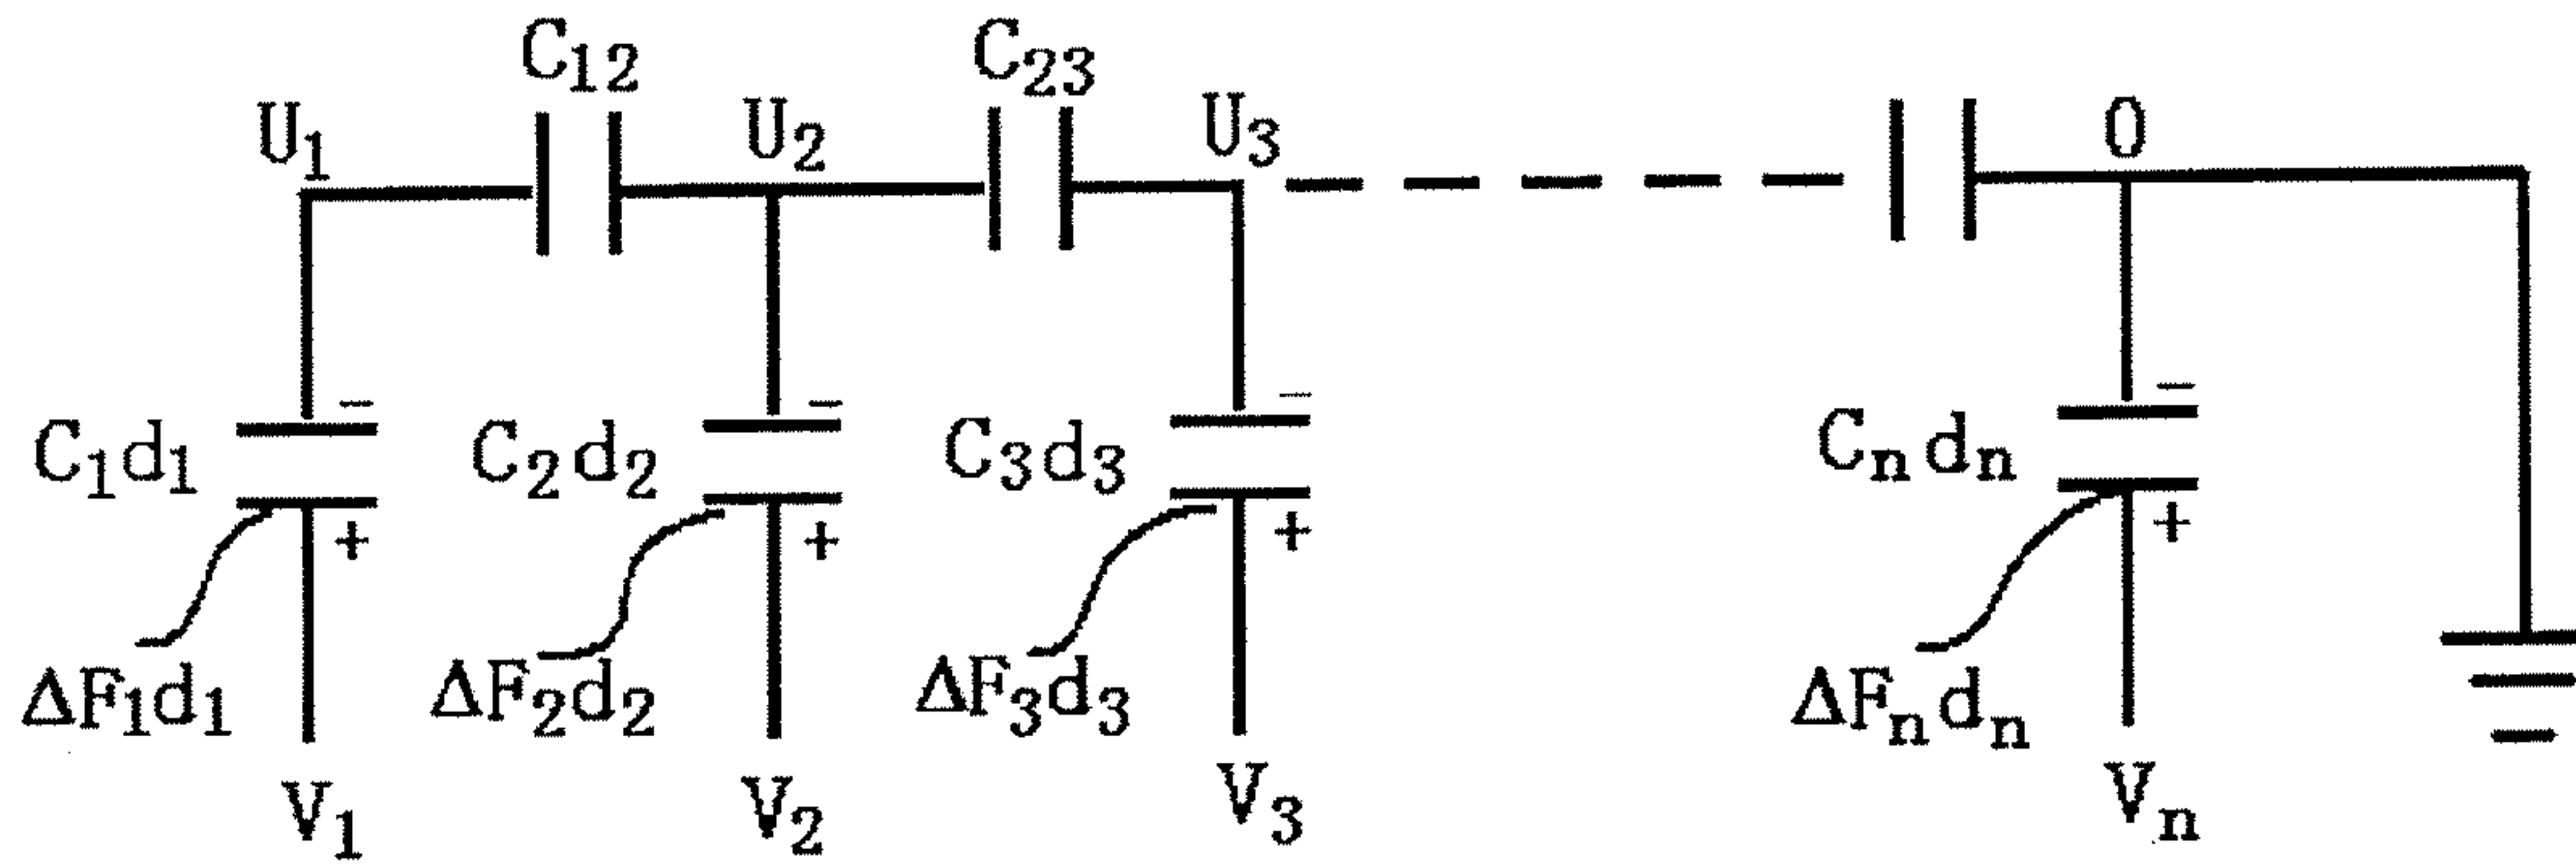 C₁₂ C₂₃
U₁ U₂ U₃ 0
− − − −
C₁d₁ C₂d₂ C₃d₃ Cₙdₙ
+ + + +
ΔF₁d₁ ΔF₂d₂ ΔF₃d₃ ΔFₙdₙ
V₁ V₂ V₃ Vₙ